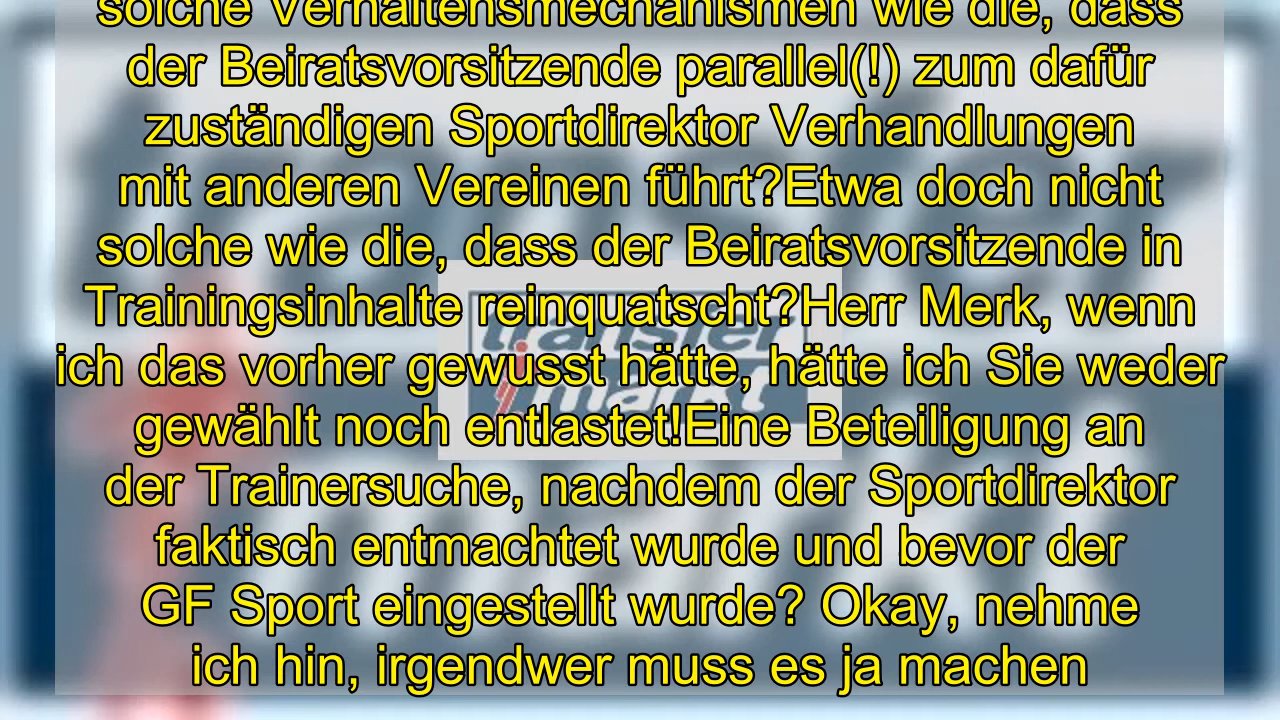 solche Verhaltensmechanismen wie die, dass
der Beiratsvorsitzende parallel(!) zum dafür
zuständigen Sportdirektor Verhandlungen
mit anderen Vereinen führt?Etwa doch nicht
solche wie die, dass der Beiratsvorsitzende in
Trainingsinhalte reinquatscht?Herr Merk, wenn
ich das vorher gewusst hätte, hätte ich Sie weder
gewählt noch entlastet!Eine Beteiligung an
der Trainersuche, nachdem der Sportdirektor
faktisch entmachtet wurde und bevor der
GF Sport eingestellt wurde? Okay, nehme
ich hin, irgendwer muss es ja machen
transfer
markt